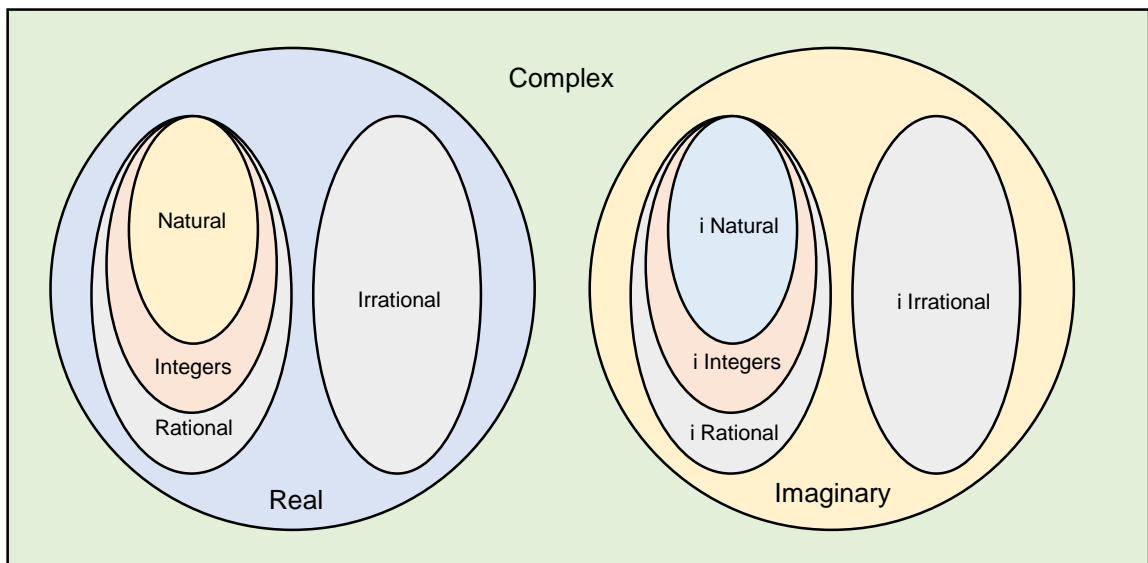 Complex
Natural
Integers
Rational
Irrational
Real
i Natural
i Integers
i Rational
i Irrational
Imaginary